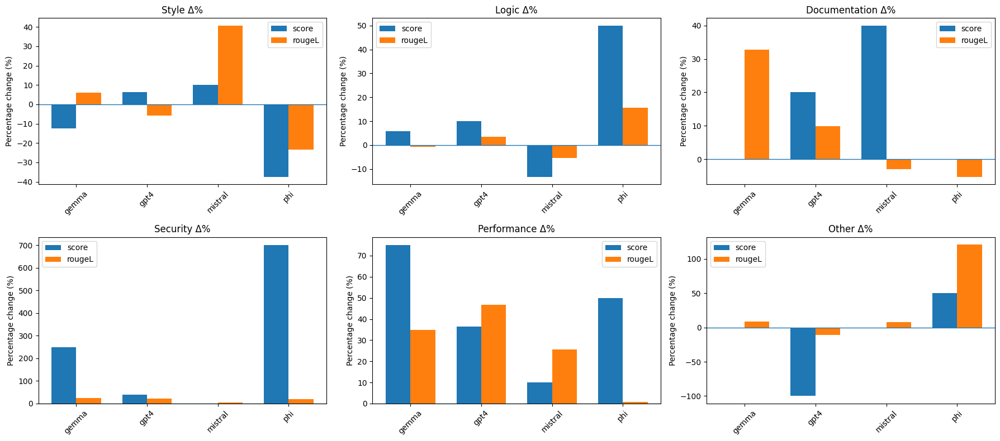 Style Δ%
Percentage change (%)
40
30
20
10
0
−10
−20
−30
−40
score
rougeL
gemma
gpt4
mistral
phi
Logic Δ%
Percentage change (%)
50
40
30
20
10
0
−10
score
rougeL
gemma
gpt4
mistral
phi
Documentation Δ%
Percentage change (%)
40
30
20
10
0
score
rougeL
gemma
gpt4
mistral
phi
Security Δ%
Percentage change (%)
700
600
500
400
300
200
100
0
score
rougeL
gemma
gpt4
mistral
phi
Performance Δ%
Percentage change (%)
70
60
50
40
30
20
10
0
score
rougeL
gemma
gpt4
mistral
phi
Other Δ%
Percentage change (%)
100
50
0
−50
−100
score
rougeL
gemma
gpt4
mistral
phi